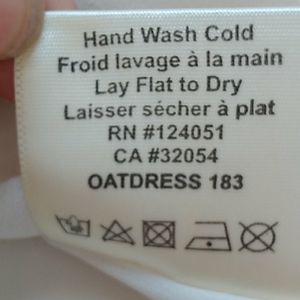 Hand Wash Cold
Froid lavage à la main
Lay Flat to Dry
Laisser sécher à plat
RN #124051
CA #32054
OATDRESS 183